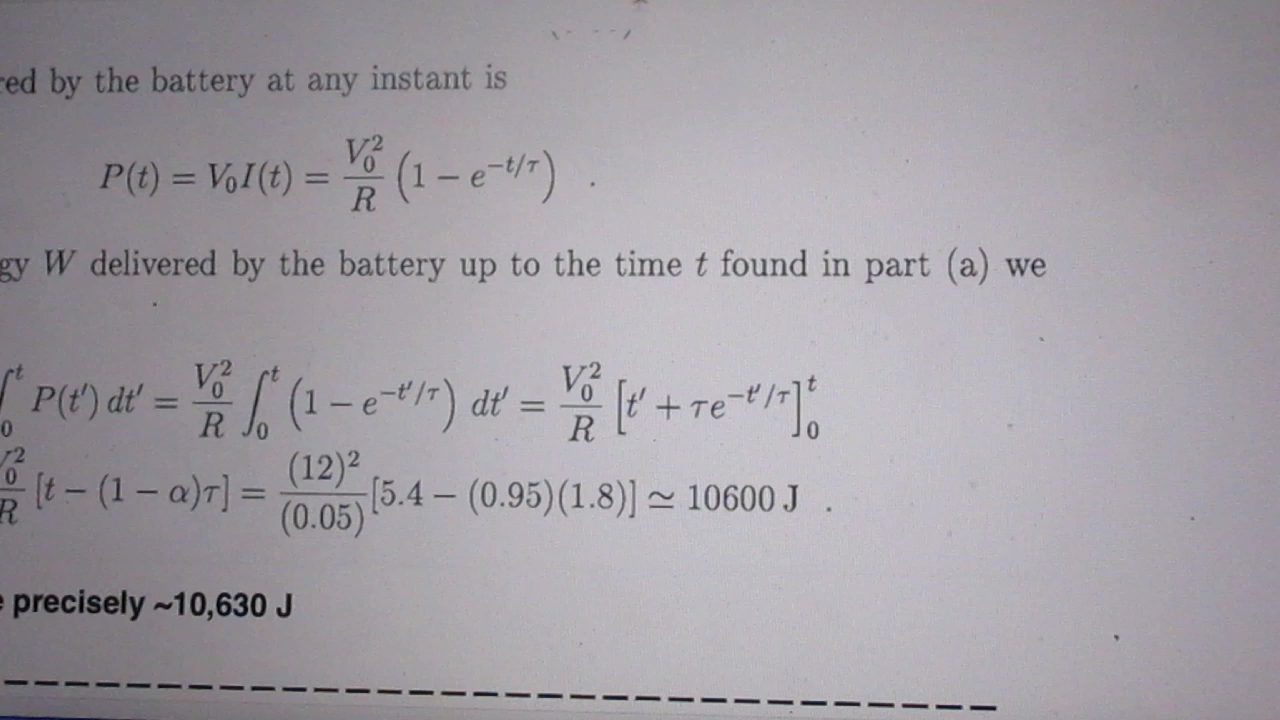 by the battery at any instant is
P(t) = V₀I(t) = V₀²/R (1 − e^{−t/τ}) .
W delivered by the battery up to the time t found in part (a) we
∫₀ᵗ P(t′) dt′ = V₀²/R ∫₀ᵗ (1 − e^{−t′/τ}) dt′ = V₀²/R [t′ + τe^{−t′/τ}]₀ᵗ
V₀²/R [t − (1 − α)τ] = (12)²/(0.05) [5.4 − (0.95)(1.8)] ≃ 10600 J .
precisely ~10,630 J